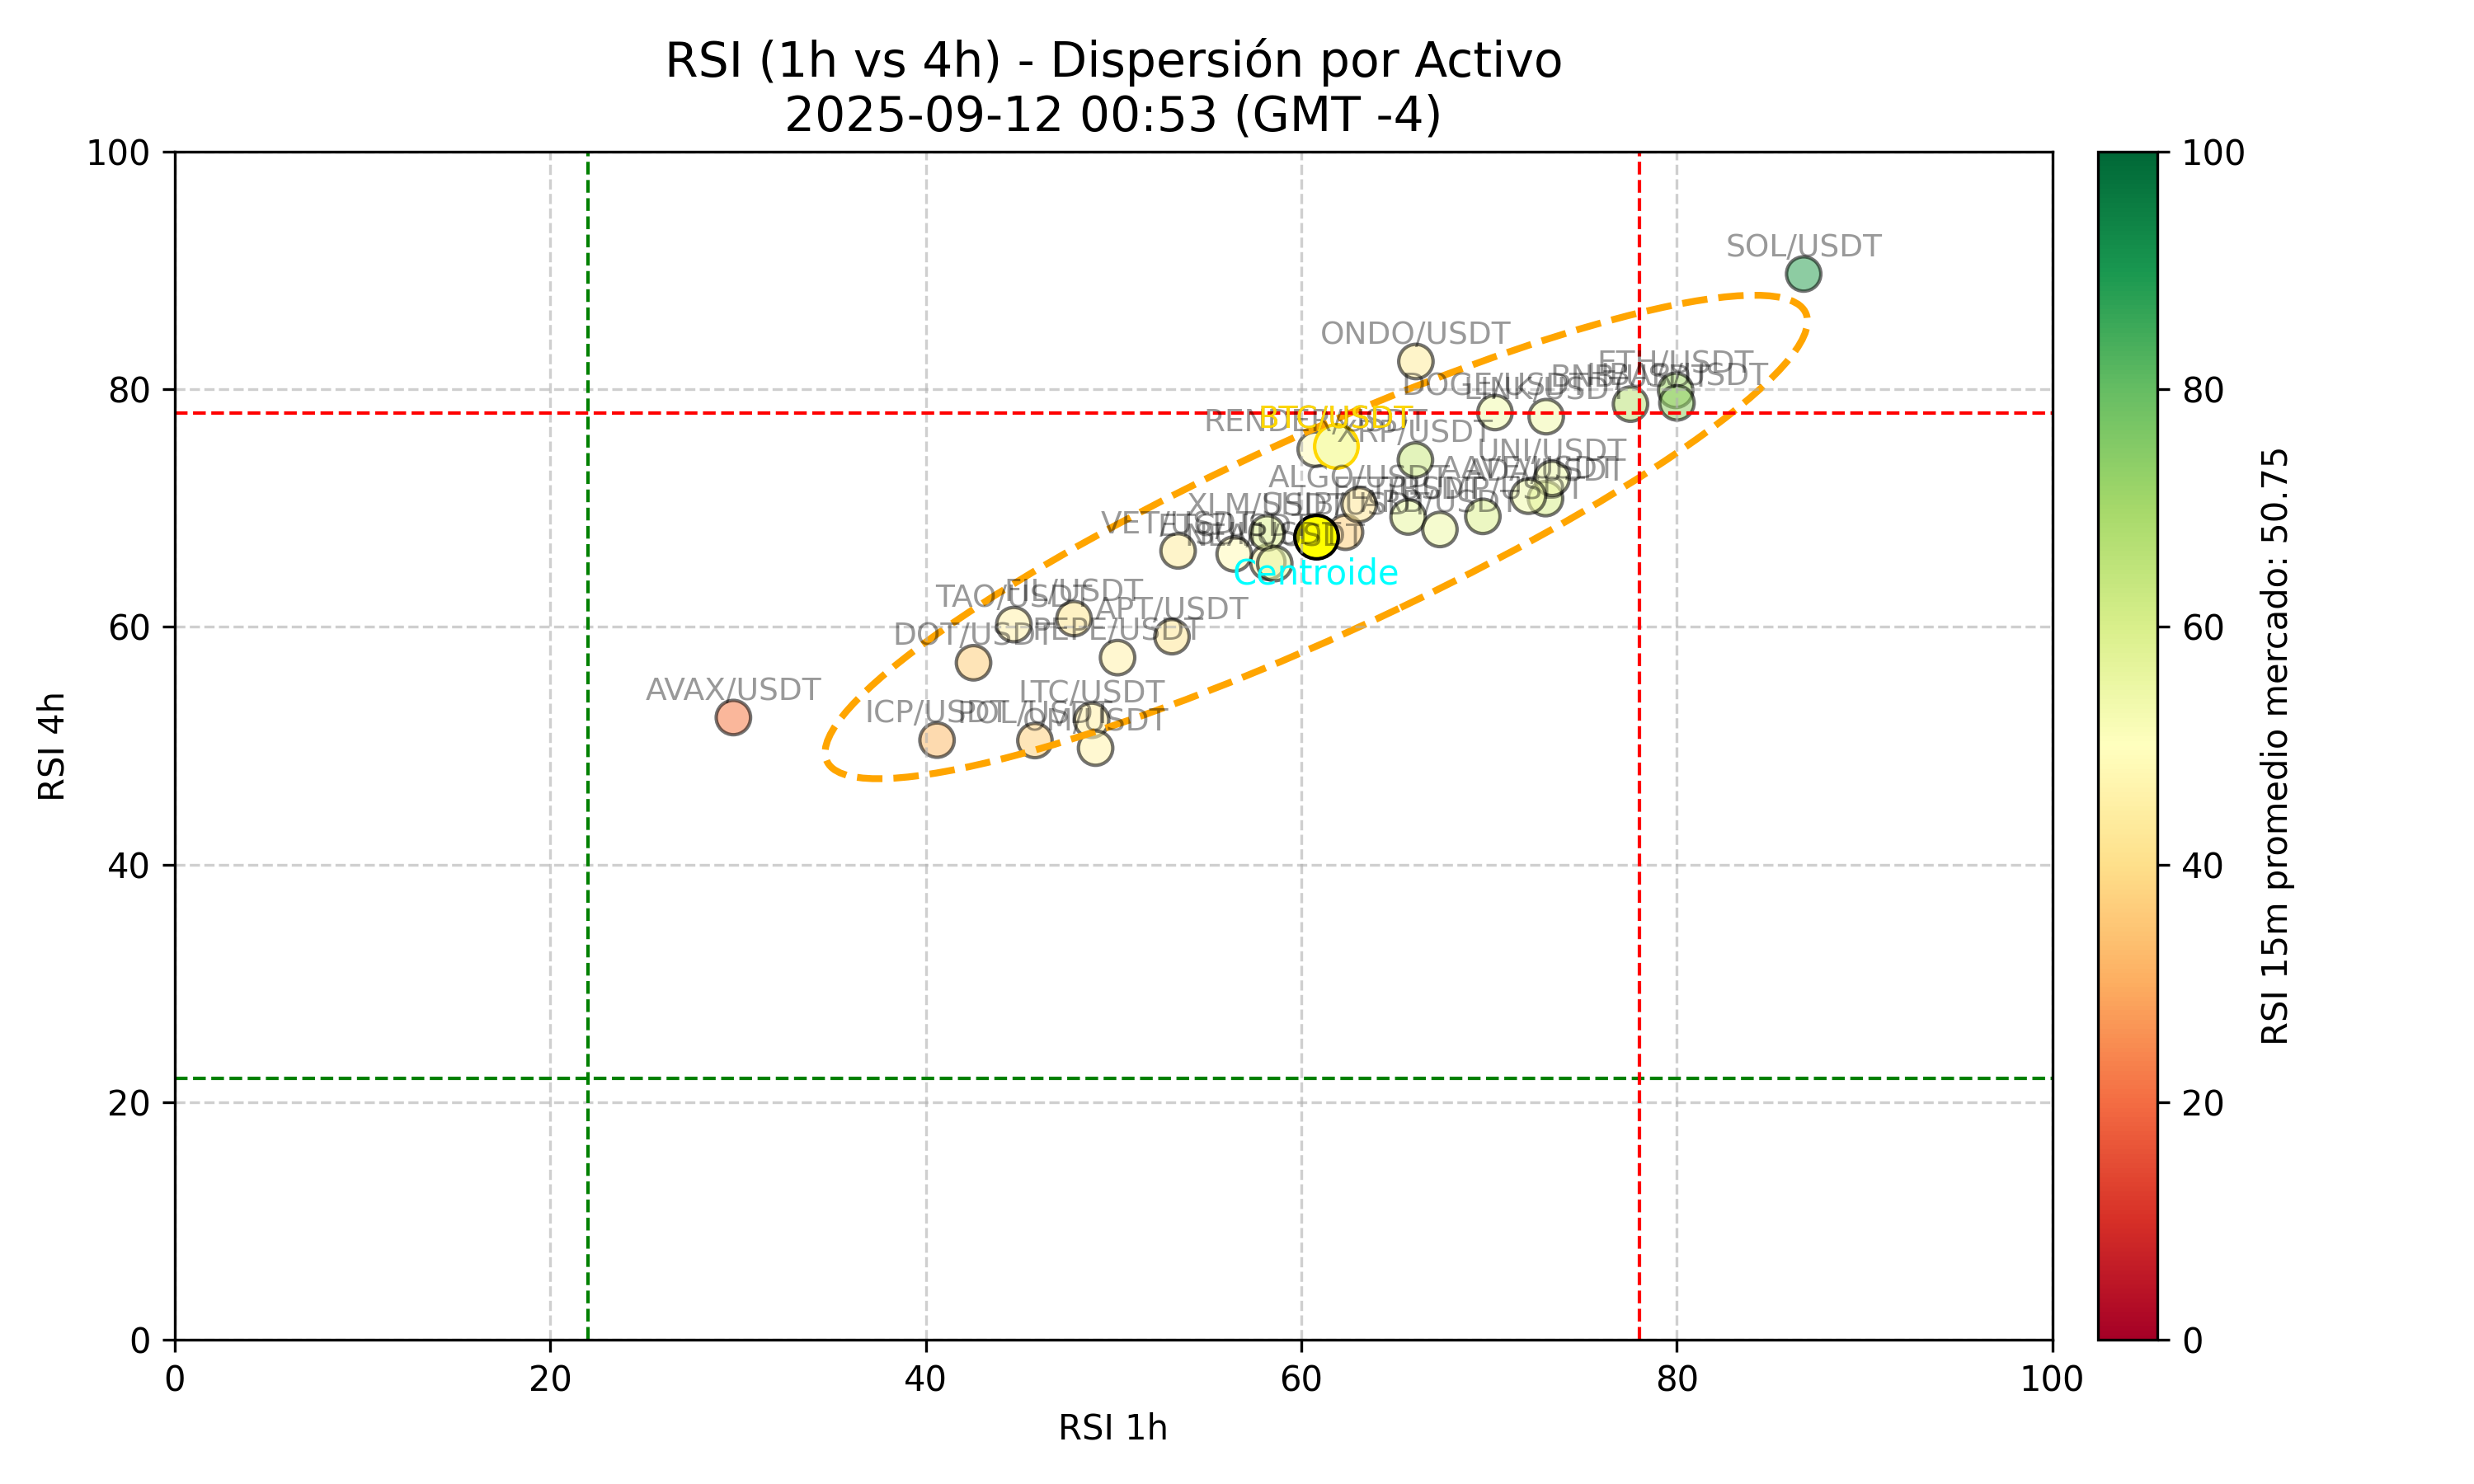 RSI (1h vs 4h) - Dispersión por Activo
2025-09-12 00:53 (GMT -4)
100
80
60
40
20
0
RSI 4h
0
20
40
60
80
100
RSI 1h
SOL/USDT
ONDO/USDT
ETH/USDT
DOGE/USDT
LINK/USDT
BTC/USDT
XRP/USDT
UNI/USDT
ALGO/USDT
XLM/USDT
VET/USDT
Centroide
TAO/USDT
FIL/USDT
APT/USDT
DOT/USDT
PEPE/USDT
AVAX/USDT
LTC/USDT
ICP/USDT
POL/USDT
OM/USDT
100
80
60
40
20
0
RSI 15m promedio mercado: 50.75